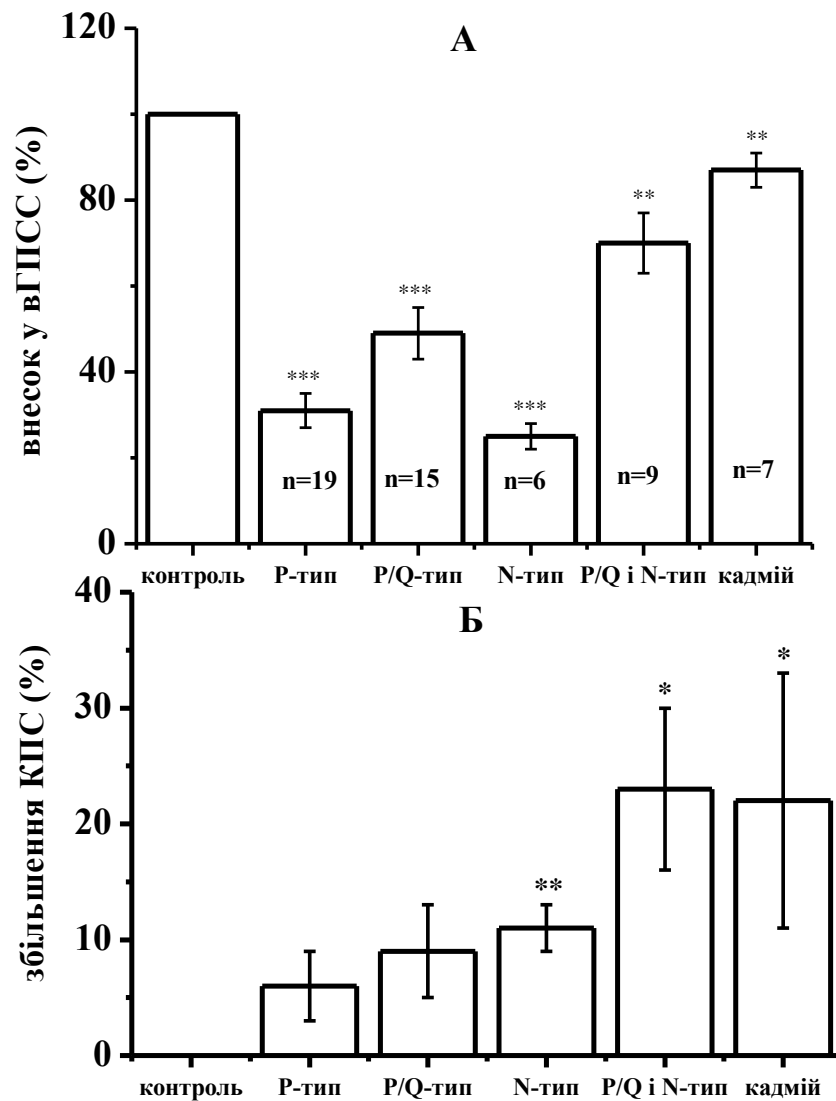 А
внесок у вГПСС (%)
120
80
40
0
***
***
***
**
**
n=19
n=15
n=6
n=9
n=7
контроль
P-тип
P/Q-тип
N-тип
P/Q і N-тип
кадмій
Б
збільшення КПС (%)
40
30
20
10
0
**
*
*
контроль
P-тип
P/Q-тип
N-тип
P/Q і N-тип
кадмій